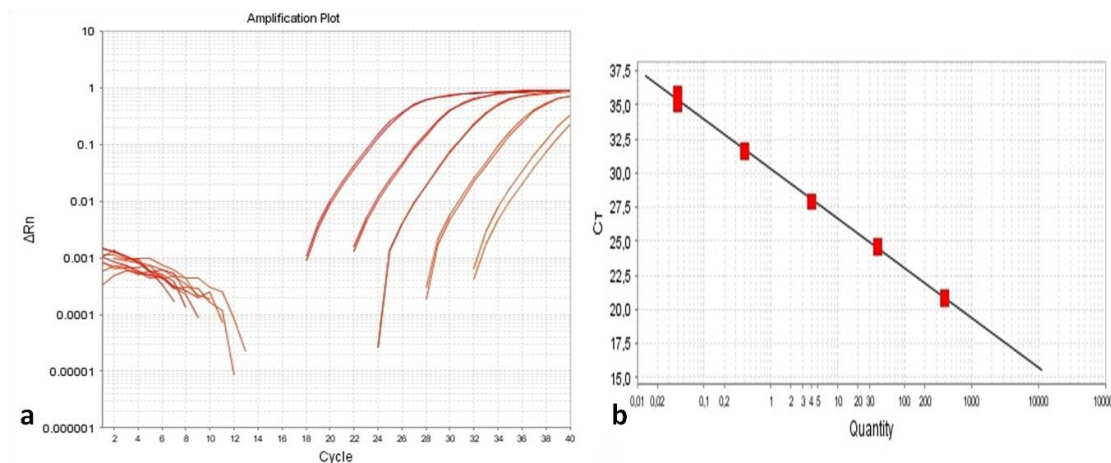 Amplification Plot
10
1
0.1
0.01
0.001
0.0001
0.00001
0.000001
ΔRn
2 4 6 8 10 12 14 16 18 20 22 24 26 28 30 32 34 36 38 40
Cycle
a
37,5
35,0
32,5
30,0
27,5
25,0
22,5
20,0
17,5
15,0
CT
0,01 0,02 0,1 0,2 1 2 3 4 5 10 20 30 100 200 400 1000 10000 10000
Quantity
b